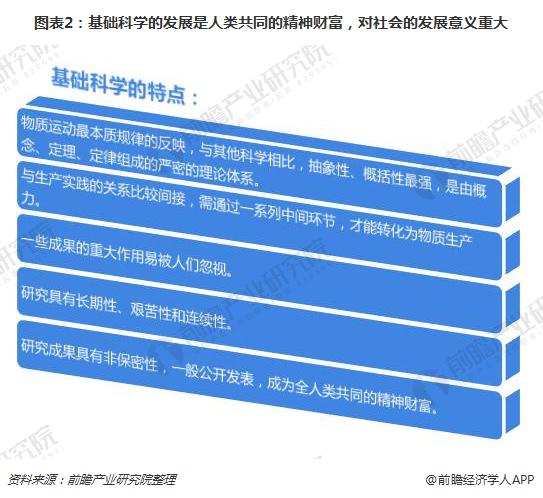 图表2：基础科学的发展是人类共同的精神财富，对社会的发展意义重大
基础科学的特点：
物质运动最本质规律的反映，与其他科学相比，抽象性、概括性最强，是由概
念、定理、定律组成的严密的理论体系。
与生产实践的关系比较间接，需通过一系列中间环节，才能转化为物质生产
力。
一些成果的重大作用易被人们忽视。
研究具有长期性、艰苦性和连续性。
研究成果具有非保密性，一般公开发表，成为全人类共同的精神财富。
资料来源：前瞻产业研究院整理
@前瞻经济学人APP
前瞻产业研究院